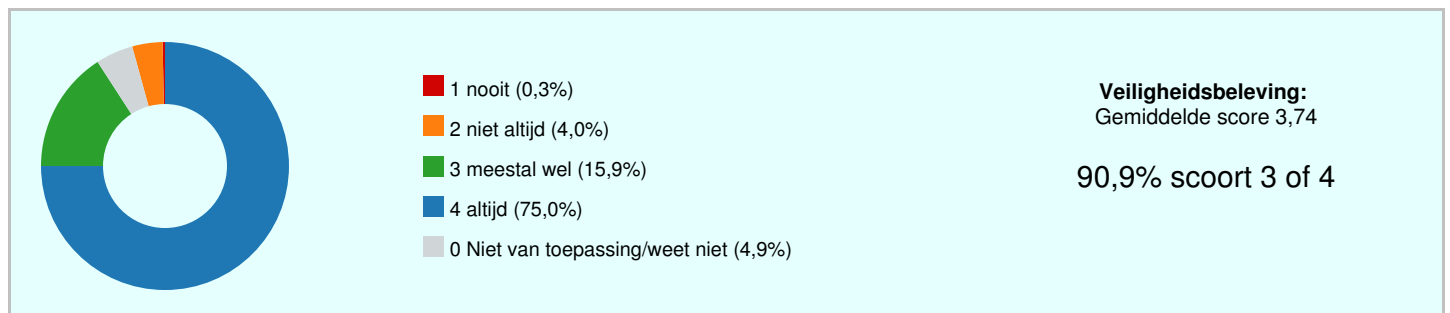 1 nooit (0,3%)
2 niet altijd (4,0%)
3 meestal wel (15,9%)
4 altijd (75,0%)
0 Niet van toepassing/weet niet (4,9%)
Veiligheidsbeleving:
Gemiddelde score 3,74
90,9% scoort 3 of 4